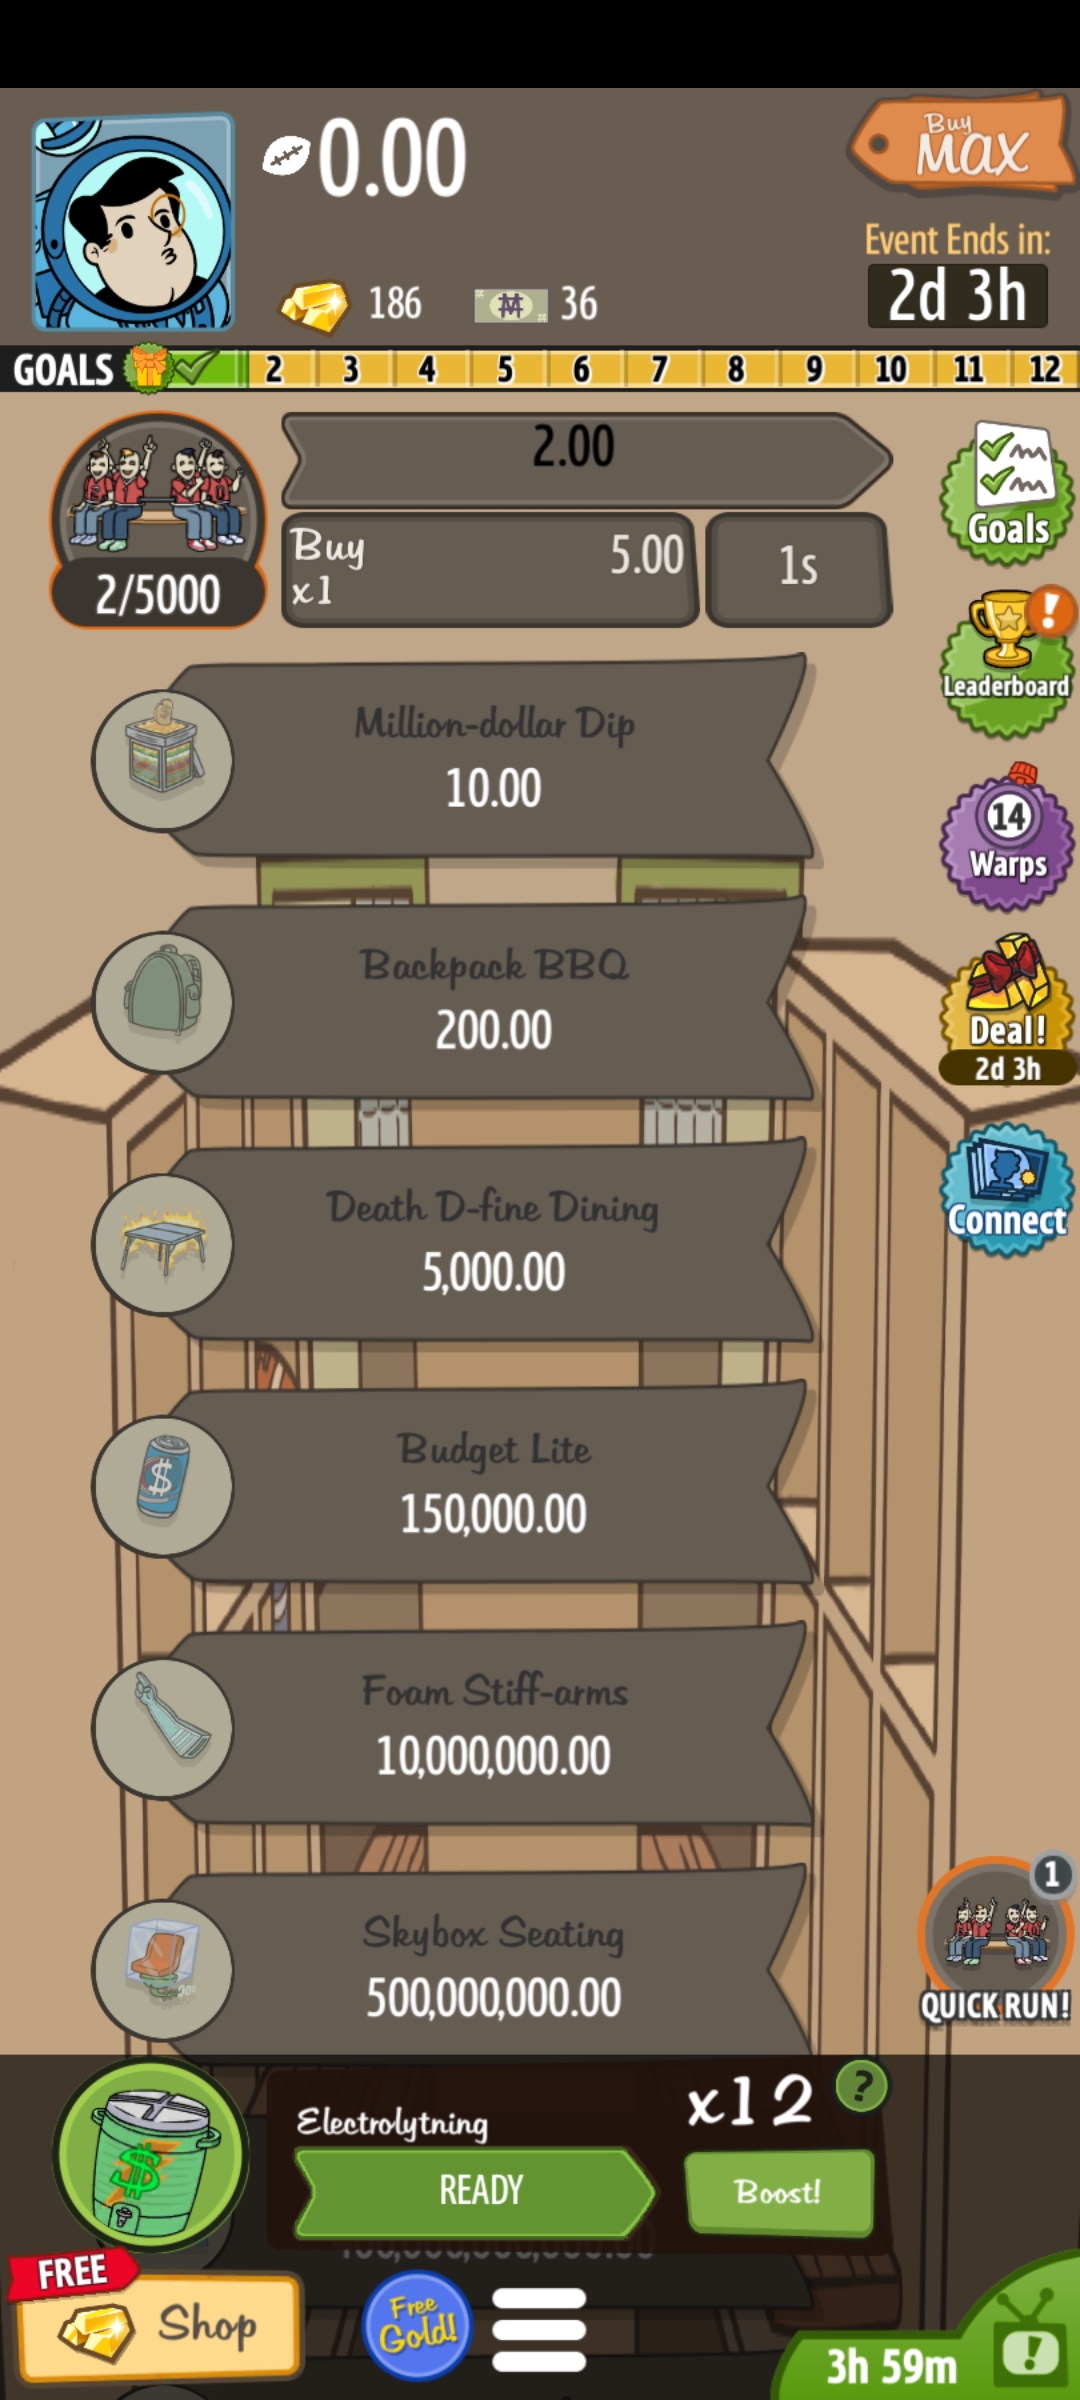 0.00
Buy
MAX
Event Ends in:
2d 3h
186
36
GOALS 2 3 4 5 6 7 8 9 10 11 12
2.00
Buy
x1
5.00
1s
2/5000
Goals
!
Leaderboard
Million-dollar Dip
10.00
14
Warps
Backpack BBQ
200.00
Deal!
2d 3h
Death D-fine Dining
5,000.00
Connect
Budget Lite
150,000.00
$
Foam Stiff-arms
10,000,000.00
Skybox Seating
500,000,000.00
1
QUICK RUN!
Electrolytning
x12
?
$
READY
Boost!
FREE
Shop
Free
Gold!
3h 59m
!